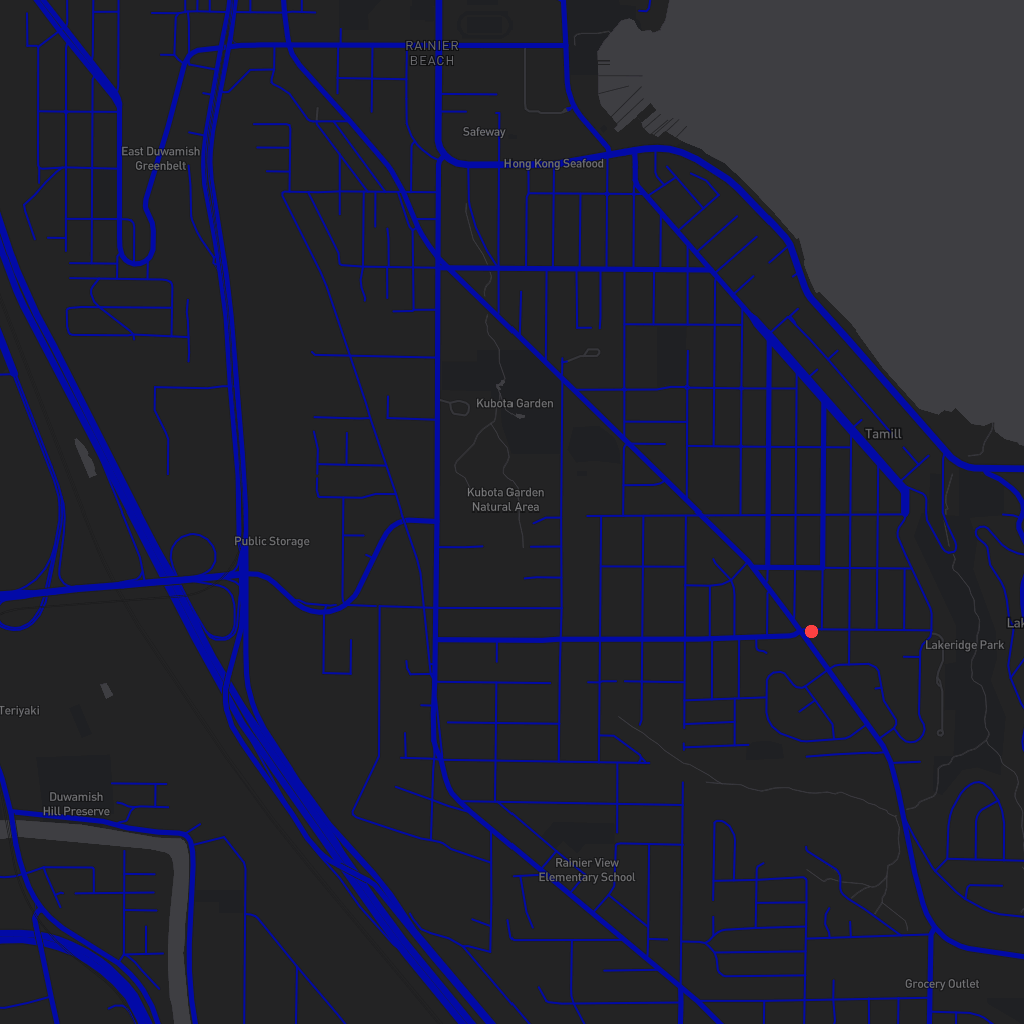 RAINIER
BEACH
Safeway
East Duwamish
Greenbelt
Hong Kong Seafood
Kubota Garden
Tamill
Kubota Garden
Natural Area
Public Storage
Lak
Lakeridge Park
Teriyaki
Duwamish
Hill Preserve
Rainier View
Elementary School
Grocery Outlet